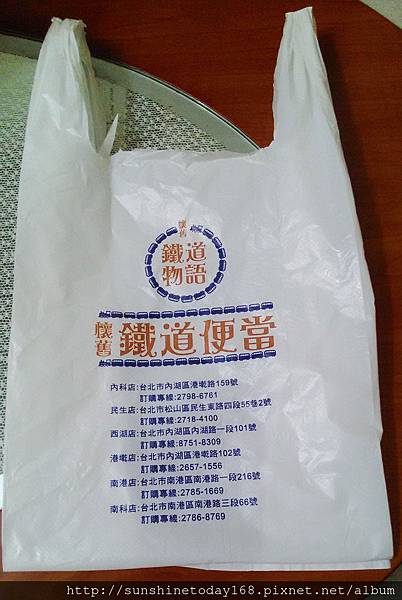 懷舊
鐵道
物語
懷舊 鐵道便當
內科店:台北市內湖區港墘路159號
訂購專線:2798-6761
民生店:台北市松山區民生東路四段55巷2號
訂購專線:2718-4100
西湖店:台北市內湖區內湖路一段101號
訂購專線:8751-8309
港墘店:台北市內湖區港墘路102號
訂購專線:2657-1556
南港店:台北市南港區南港路一段216號
訂購專線:2785-1669
南科店:台北市南港區南港路三段66號
訂購專線:2786-8769
http://sunshinetoday168.pixnet.net/album